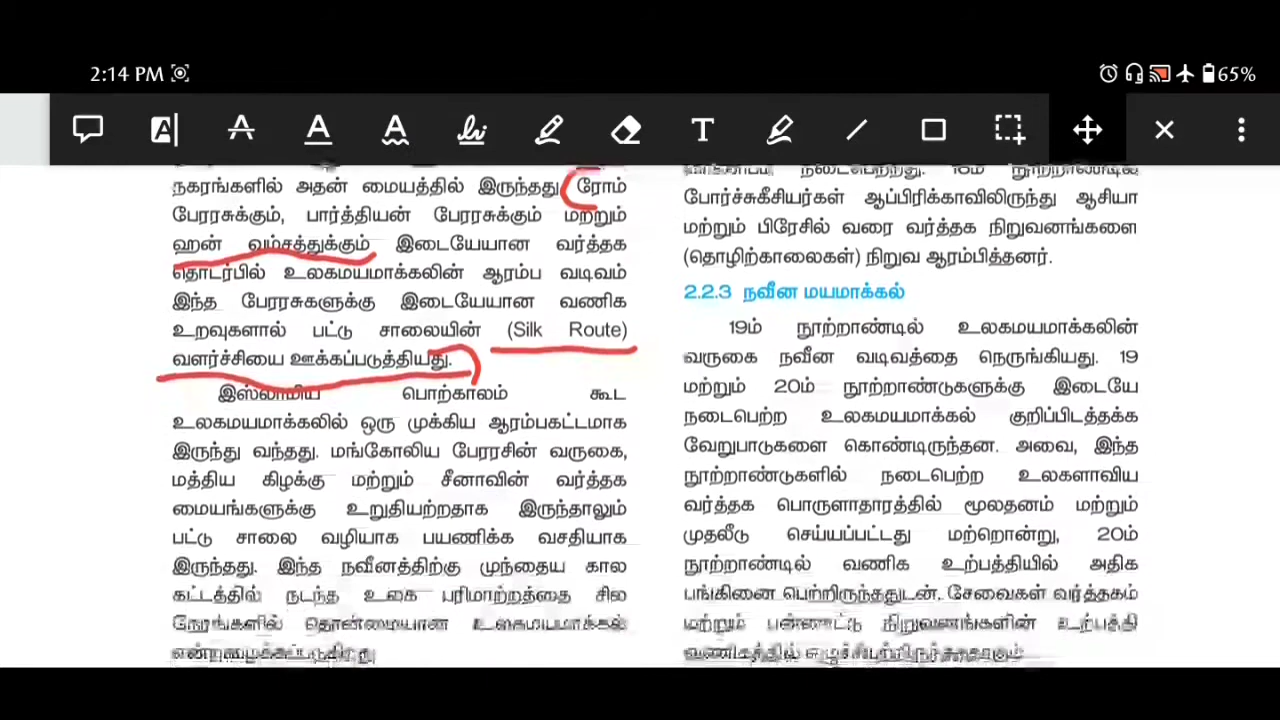 2:14 PM
65%
நகரங்களில் அதன் மையத்தில் இருந்தது ரோம்
பேரரசுக்கும், பார்த்தியன் பேரரசுக்கும் மற்றும்
ஹன் வம்சத்துக்கும் இடையேயான வர்த்தக
தொடர்பில் உலகமயமாக்கலின் ஆரம்ப வடிவம்
இந்த பேரரசுகளுக்கு இடையேயான வணிக
உறவுகளால் பட்டு சாலையின் (Silk Route)
வளர்ச்சியை ஊக்கப்படுத்தியது.
இஸ்லாமிய பொற்காலம் கூட
உலகமயமாக்கலில் ஒரு முக்கிய ஆரம்பகட்டமாக
இருந்து வந்தது. மங்கோலிய பேரரசின் வருகை,
மத்திய கிழக்கு மற்றும் சீனாவின் வர்த்தக
மையங்களுக்கு உறுதியற்றதாக இருந்தாலும்
பட்டு சாலை வழியாக பயணிக்க வசதியாக
இருந்தது. இந்த நவீனத்திற்கு முந்தைய கால
கட்டத்தில் நடந்த உலக பரிமாற்றத்தை சில
நேரங்களில் தொன்மையான உலகமயமாக்கல்
நடைபெற்றது. 16ம் நூற்றாண்டில்
போர்ச்சுகீசியர்கள் ஆப்பிரிக்காவிலிருந்து ஆசியா
மற்றும் பிரேசில் வரை வர்த்தக நிறுவனங்களை
(தொழிற்காலைகள்) நிறுவ ஆரம்பித்தனர்.
2.2.3 நவீன மயமாக்கல்
19ம் நூற்றாண்டில் உலகமயமாக்கலின்
வருகை நவீன வடிவத்தை நெருங்கியது. 19
மற்றும் 20ம் நூற்றாண்டுகளுக்கு இடையே
நடைபெற்ற உலகமயமாக்கல் குறிப்பிடத்தக்க
வேறுபாடுகளை கொண்டிருந்தன. அவை, இந்த
நூற்றாண்டுகளில் நடைபெற்ற உலகளாவிய
வர்த்தக பொருளாதாரத்தில் மூலதனம் மற்றும்
முதலீடு செய்யப்பட்டது மற்றொன்று, 20ம்
நூற்றாண்டில் வணிக உற்பத்தியில் அதிக
பங்கினை பெற்றிருந்ததுடன், சேவைகள் வர்த்தகம்
மற்றும் பன்னாட்டு நிறுவனங்களின் உற்பத்தி